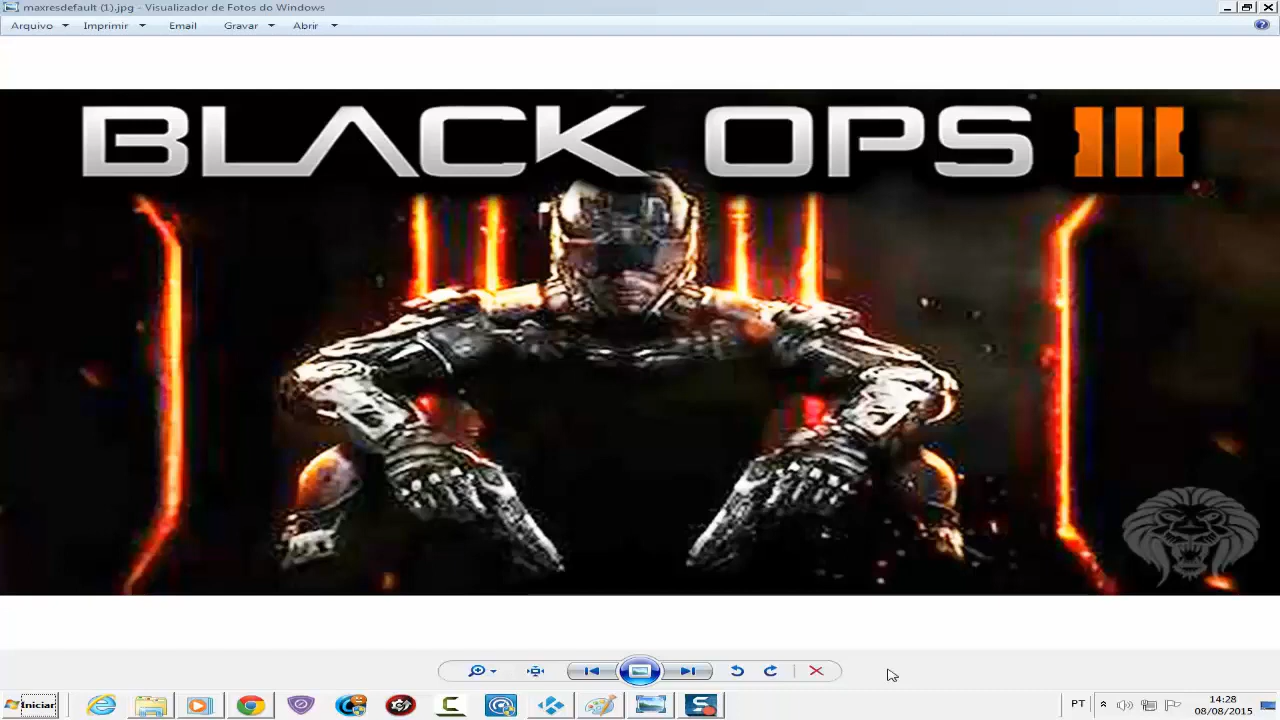 maxresdefault (1).jpg - Visualizador de Fotos do Windows
Arquivo Imprimir Email Gravar Abrir
BLACK OPS III
Iniciar
PT
14:28
08/08/2015